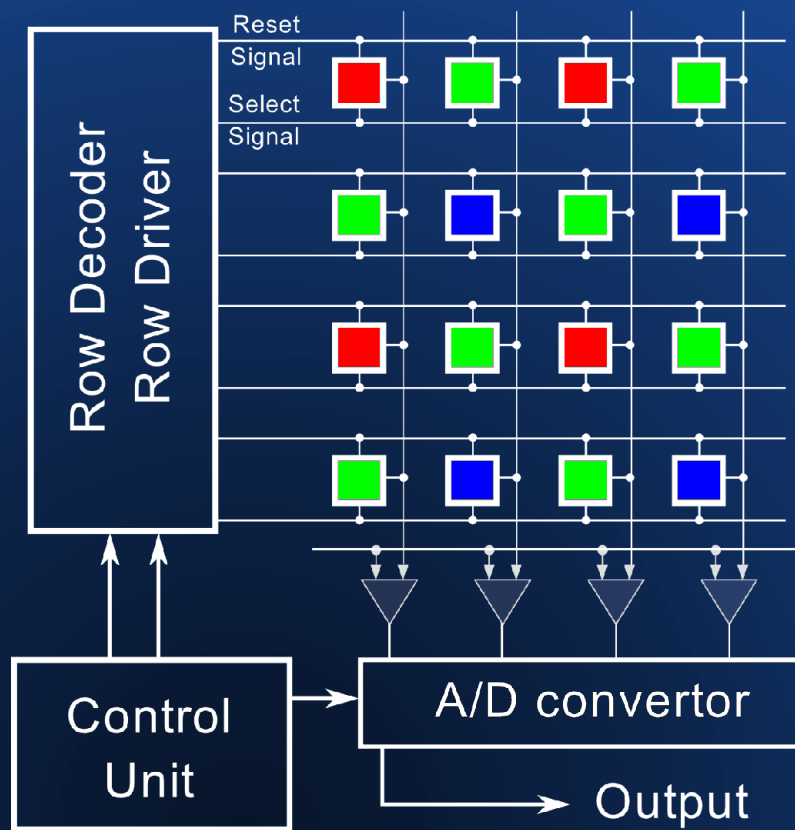 Reset
Signal
Select
Signal
Row Decoder
Row Driver
Control
Unit
A/D convertor
Output